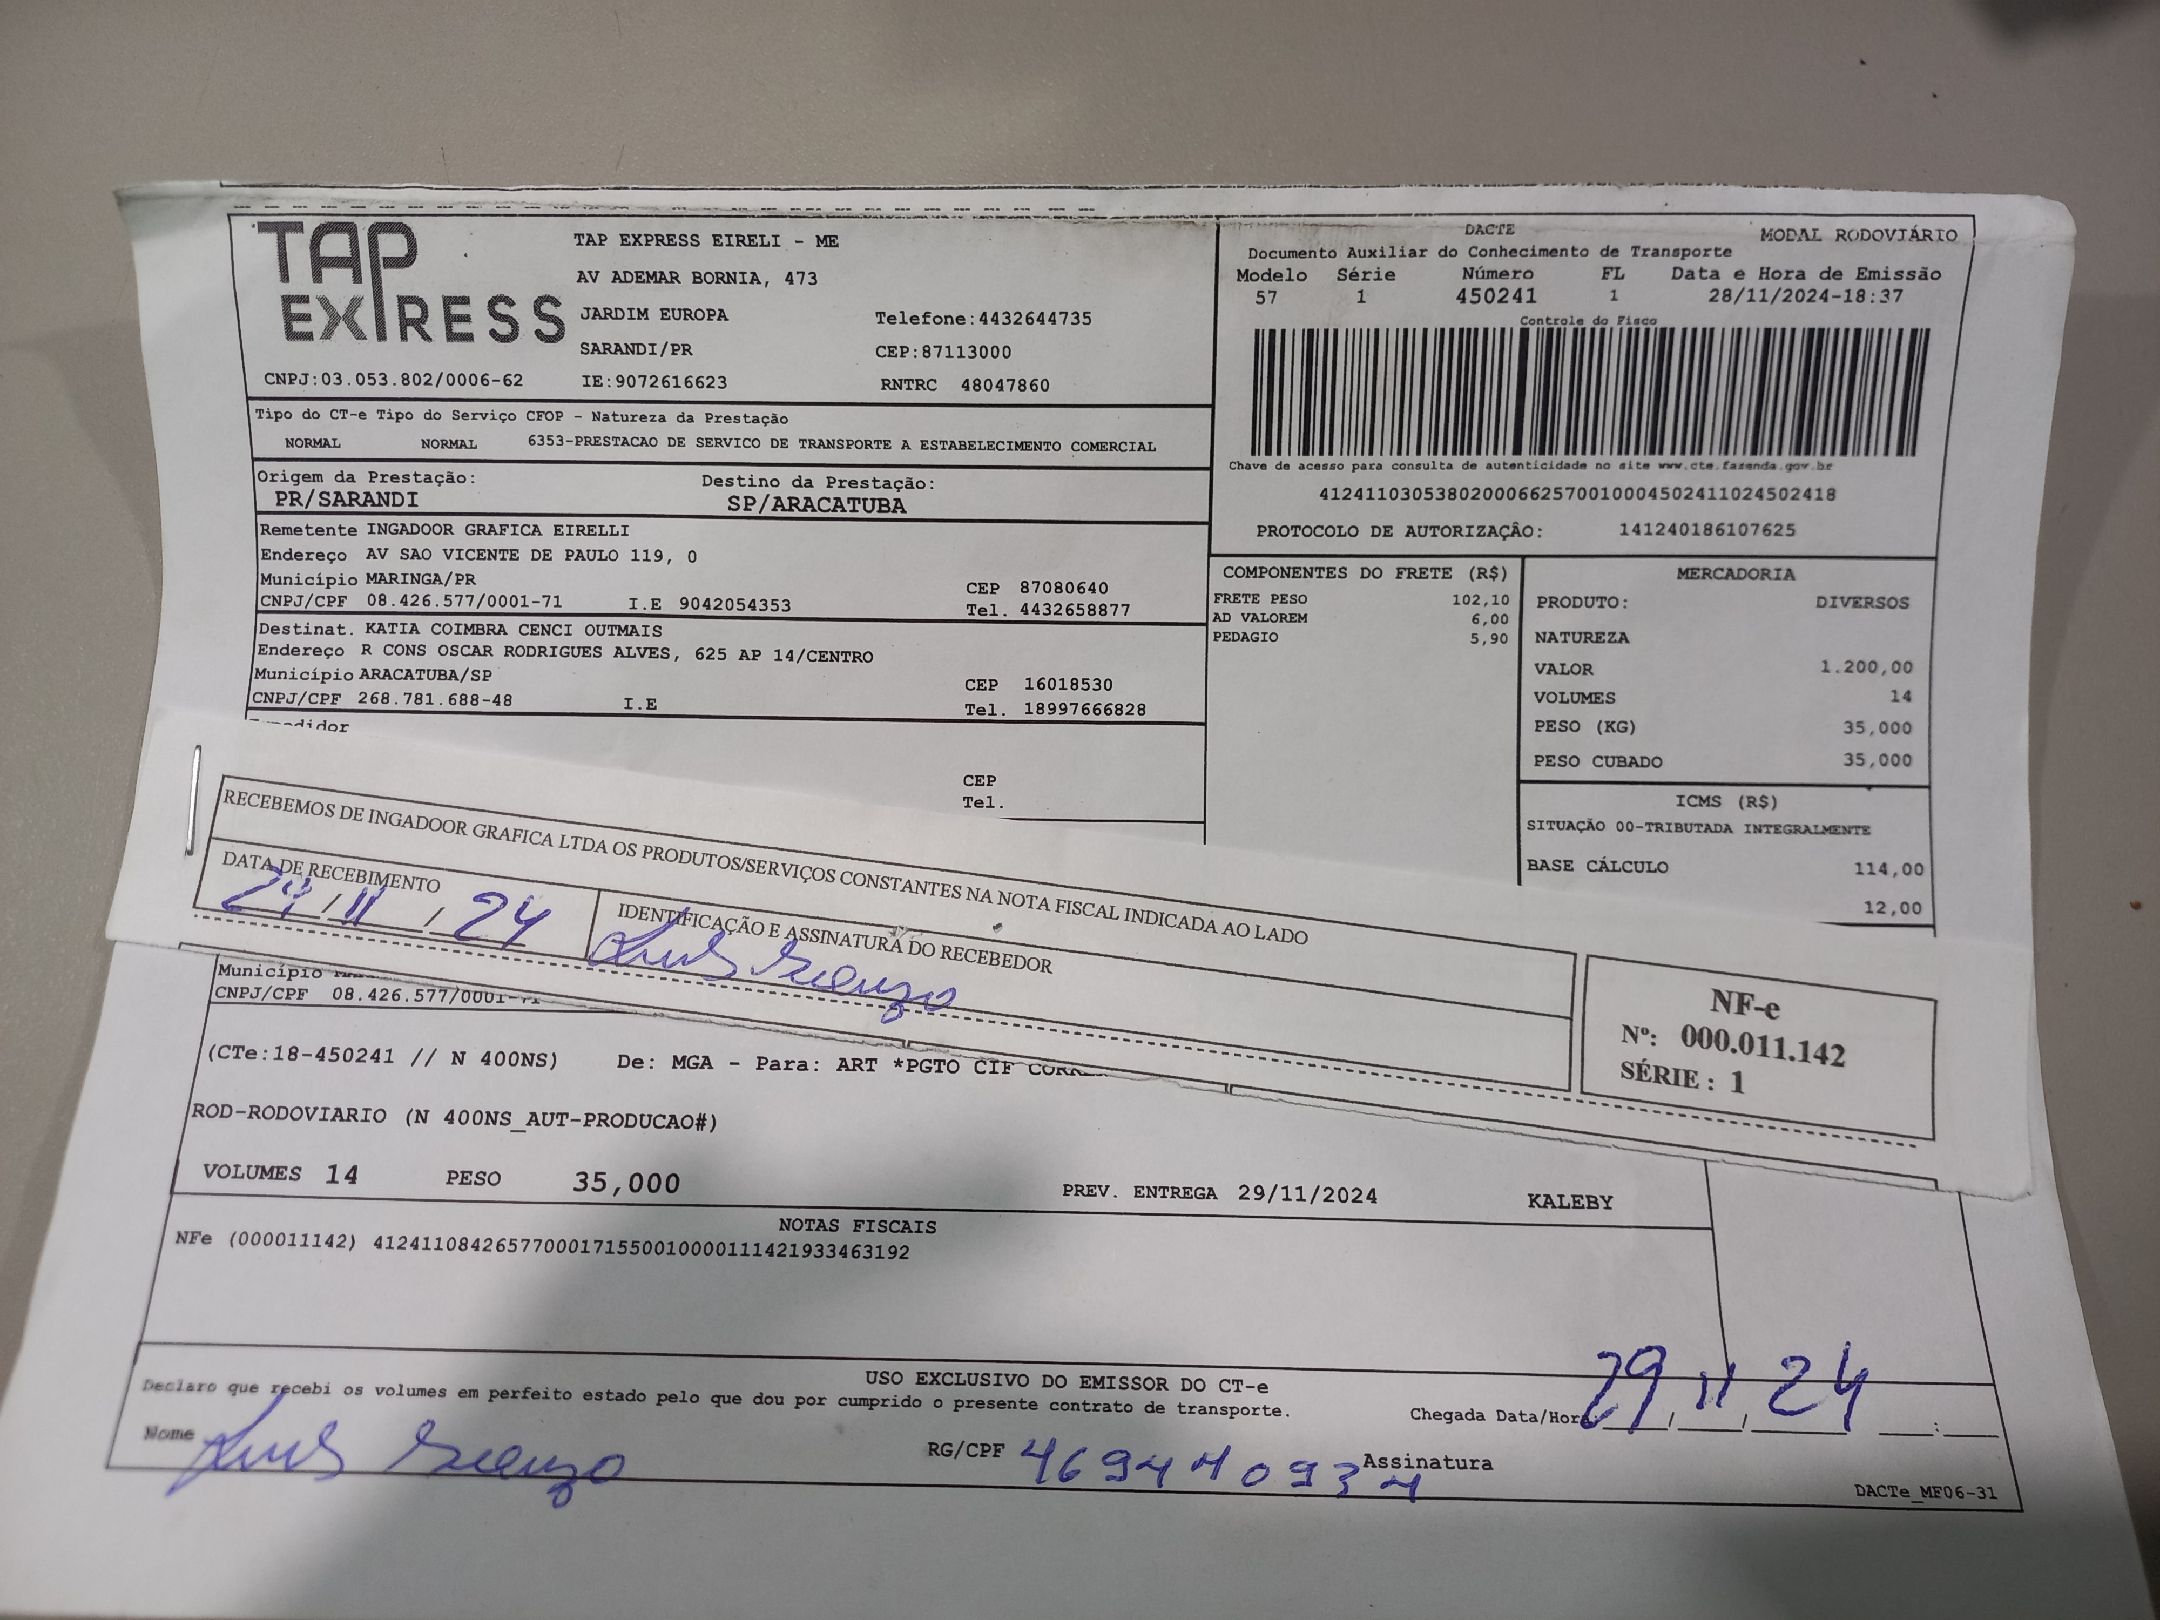 TAP EXPRESS
TAP EXPRESS EIRELI - ME
AV ADEMAR BORNIA, 473
JARDIM EUROPA Telefone:4432644735
SARANDI/PR CEP:87113000
CNPJ:03.053.802/0006-62 IE:9072616623 RNTRC 48047860
DACTE MODAL RODOVIÁRIO
Documento Auxiliar do Conhecimento de Transporte
Modelo Série Número FL Data e Hora de Emissão
57 1 450241 1 28/11/2024-18:37
Controle do Fisco
Chave de acesso para consulta de autenticidade no site www.cte.fazenda.gov.br
41241103053802000662570010004502411024502418
PROTOCOLO DE AUTORIZAÇÂO: 141240186107625
Tipo do CT-e Tipo do Serviço CFOP - Natureza da Prestação
NORMAL NORMAL 6353-PRESTACAO DE SERVICO DE TRANSPORTE A ESTABELECIMENTO COMERCIAL
Origem da Prestação: Destino da Prestação:
PR/SARANDI SP/ARACATUBA
Remetente INGADOOR GRAFICA EIRELLI
Endereço AV SAO VICENTE DE PAULO 119, 0
Município MARINGA/PR CEP 87080640
CNPJ/CPF 08.426.577/0001-71 I.E 9042054353 Tel. 4432658877
Destinat. KATIA COIMBRA CENCI OUTMAIS
Endereço R CONS OSCAR RODRIGUES ALVES, 625 AP 14/CENTRO
Município ARACATUBA/SP CEP 16018530
CNPJ/CPF 268.781.688-48 I.E Tel. 18997666828
CEP
Tel.
COMPONENTES DO FRETE (R$)
FRETE PESO 102,10
AD VALOREM 6,00
PEDAGIO 5,90
MERCADORIA
PRODUTO: DIVERSOS
NATUREZA
VALOR 1.200,00
VOLUMES 14
PESO (KG) 35,000
PESO CUBADO 35,000
ICMS (R$)
SITUAÇÃO 00-TRIBUTADA INTEGRALMENTE
BASE CÁLCULO 114,00
12,00
RECEBEMOS DE INGADOOR GRAFICA LTDA OS PRODUTOS/SERVIÇOS CONSTANTES NA NOTA FISCAL INDICADA AO LADO
DATA DE RECEBIMENTO IDENTIFICAÇÃO E ASSINATURA DO RECEBEDOR
/11/24
NF-e
Nº: 000.011.142
SÉRIE : 1
Município
CNPJ/CPF 08.426.577/0001-71
(CTe:18-450241 // N 400NS) De: MGA - Para: ART *PGTO CIF
ROD-RODOVIARIO (N 400NS_AUT-PRODUCAO#)
VOLUMES 14 PESO 35,000 PREV. ENTREGA 29/11/2024 KALEBY
NOTAS FISCAIS
NFe (000011142) 41241108426577000171550010000111421933463192
USO EXCLUSIVO DO EMISSOR DO CT-e
Declaro que recebi os volumes em perfeito estado pelo que dou por cumprido o presente contrato de transporte. Chegada Data/Hora 29/11/24 :
Nome RG/CPF Assinatura
DACTe_MF06-31